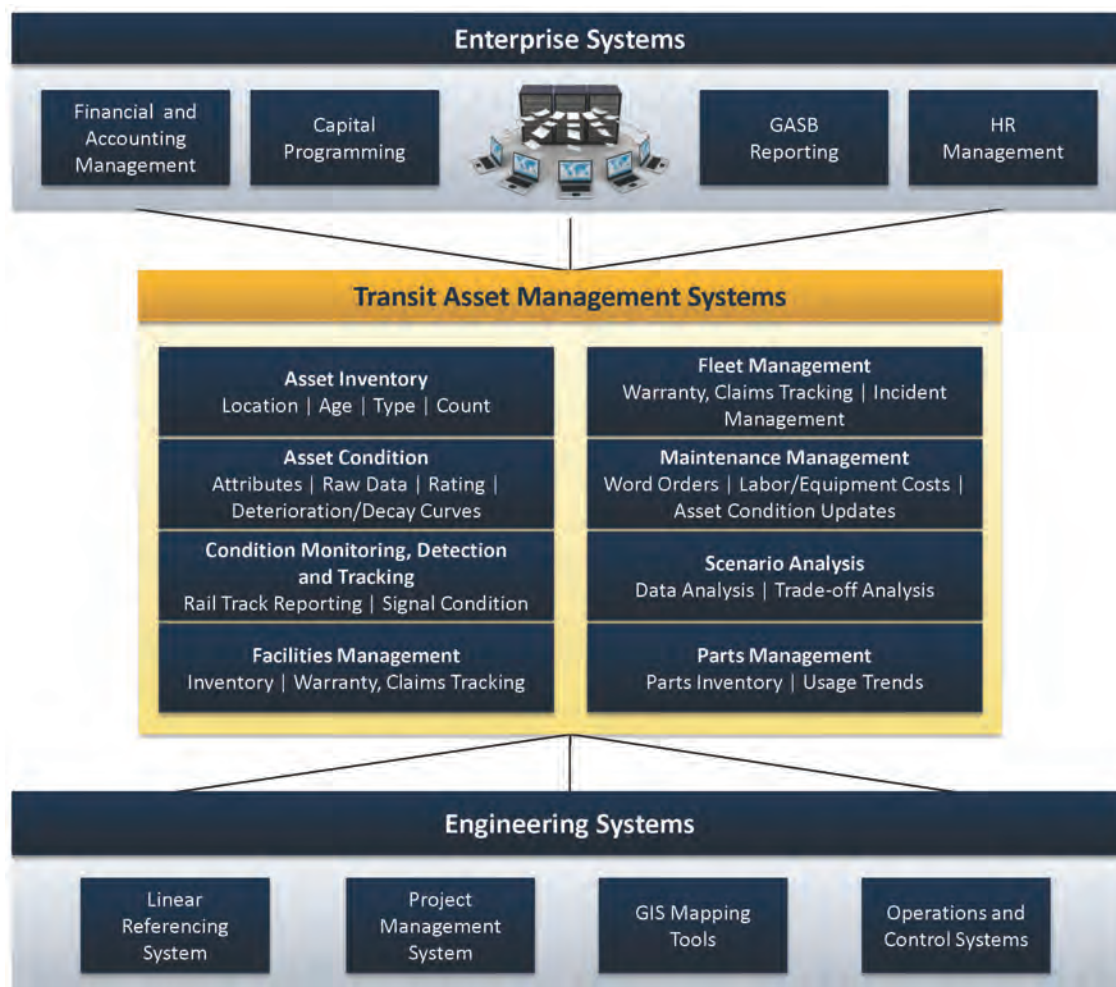 Enterprise Systems
Financial and
Accounting
Management
Capital
Programming
GASB
Reporting
HR
Management
Transit Asset Management Systems
Asset Inventory
Location | Age | Type | Count
Asset Condition
Attributes | Raw Data | Rating |
Deterioration/Decay Curves
Condition Monitoring, Detection
and Tracking
Rail Track Reporting | Signal Condition
Facilities Management
Inventory | Warranty, Claims Tracking
Fleet Management
Warranty, Claims Tracking | Incident
Management
Maintenance Management
Word Orders | Labor/Equipment Costs |
Asset Condition Updates
Scenario Analysis
Data Analysis | Trade-off Analysis
Parts Management
Parts Inventory | Usage Trends
Engineering Systems
Linear
Referencing
System
Project
Management
System
GIS Mapping
Tools
Operations and
Control Systems